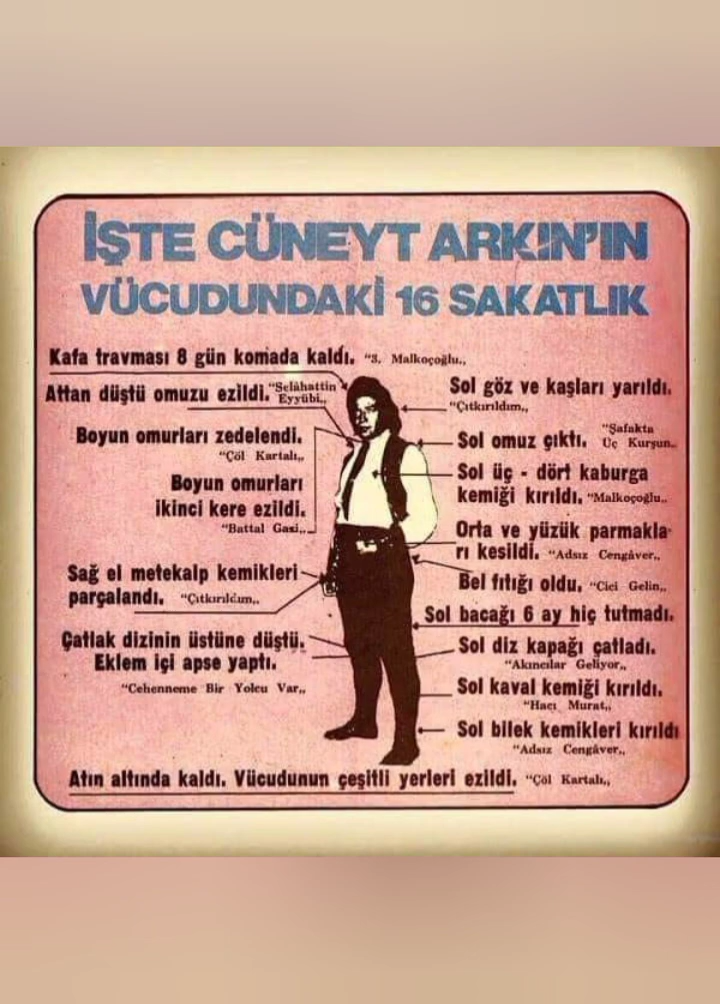 İŞTE CÜNEYT ARKIN'IN
VÜCUDUNDAKİ 16 SAKATLIK
Kafa travması 8 gün komada kaldı. "3. Malkoçoğlu,,
Attan düştü omuzu ezildi. "Selâhattin
Eyyübi,,
Boyun omurları zedelendi.
"Çöl Kartalı,,
Boyun omurları
ikinci kere ezildi.
"Battal Gazi,,
Sağ el metekalp kemikleri
parçalandı. "Çıtkırıldım,,
Çatlak dizinin üstüne düştü.
Eklem içi apse yaptı.
"Cehenneme Bir Yolcu Var,,
Sol göz ve kaşları yarıldı.
"Çıtkırıldım,,
Sol omuz çıktı. "Şafakta
Üç Kurşun,,
Sol üç - dört kaburga
kemiği kırıldı. "Malkoçoğlu,,
Orta ve yüzük parmakla-
rı kesildi. "Adsız Cengâver,,
Bel fıtığı oldu. "Cici Gelin,,
Sol bacağı 6 ay hiç tutmadı.
Sol diz kapağı çatladı.
"Akıncılar Geliyor,,
Sol kaval kemiği kırıldı.
"Hacı Murat,,
Sol bilek kemikleri kırıldı
"Adsız Cengâver,,
Atın altında kaldı. Vücudunun çeşitli yerleri ezildi. "Çöl Kartalı,,